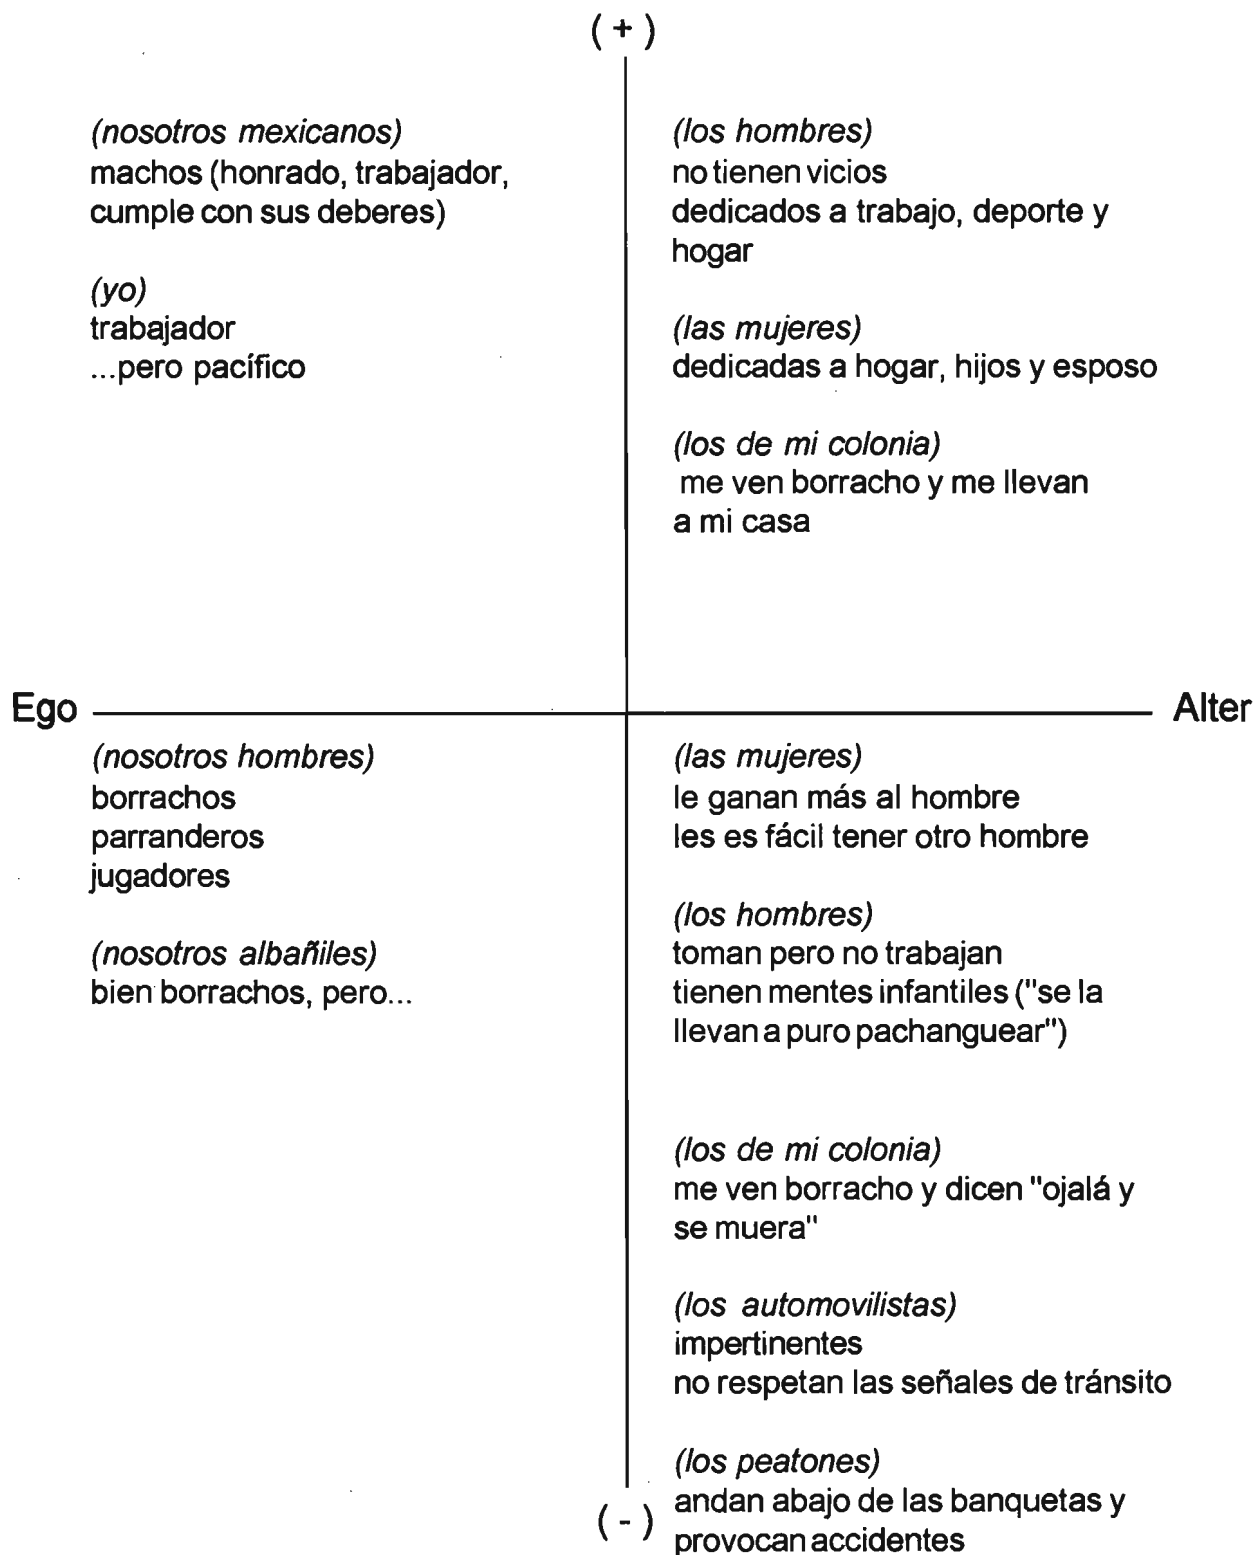 ( + )
(nosotros mexicanos)
machos (honrado, trabajador,
cumple con sus deberes)
(yo)
trabajador
...pero pacífico
(los hombres)
no tienen vicios
dedicados a trabajo, deporte y
hogar
(las mujeres)
dedicadas a hogar, hijos y esposo
(los de mi colonia)
me ven borracho y me llevan
a mi casa
Ego
Alter
(nosotros hombres)
borrachos
parranderos
jugadores
(nosotros albañiles)
bien borrachos, pero...
(las mujeres)
le ganan más al hombre
les es fácil tener otro hombre
(los hombres)
toman pero no trabajan
tienen mentes infantiles ("se la
llevan a puro pachanguear")
(los de mi colonia)
me ven borracho y dicen "ojalá y
se muera"
(los automovilistas)
impertinentes
no respetan las señales de tránsito
(los peatones)
andan abajo de las banquetas y
provocan accidentes
( - )